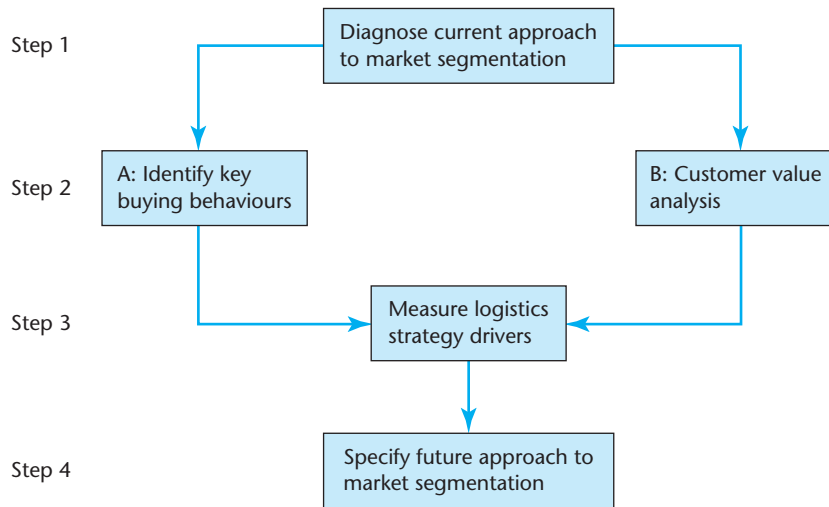 Step 1
Diagnose current approach
to market segmentation
Step 2
A: Identify key
buying behaviours
B: Customer value
analysis
Step 3
Measure logistics
strategy drivers
Step 4
Specify future approach to
market segmentation